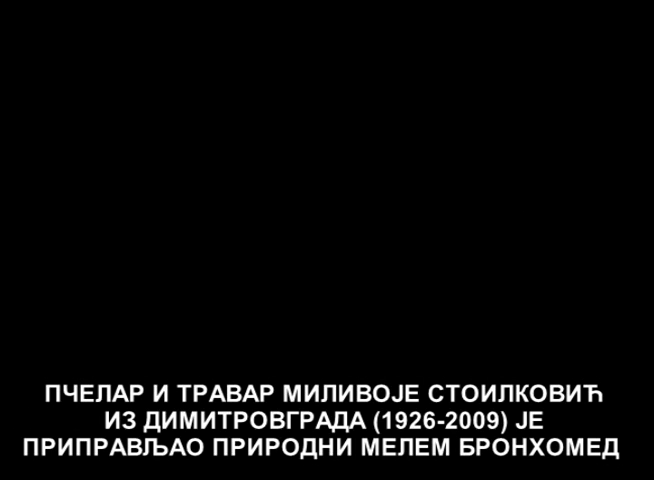 ПЧЕЛАР И ТРАВАР МИЛИВОЈЕ СТОИЛКОВИЋ
ИЗ ДИМИТРОВГРАДА (1926-2009) ЈЕ
ПРИПРАВЉАО ПРИРОДНИ МЕЛЕМ БРОНХОМЕД